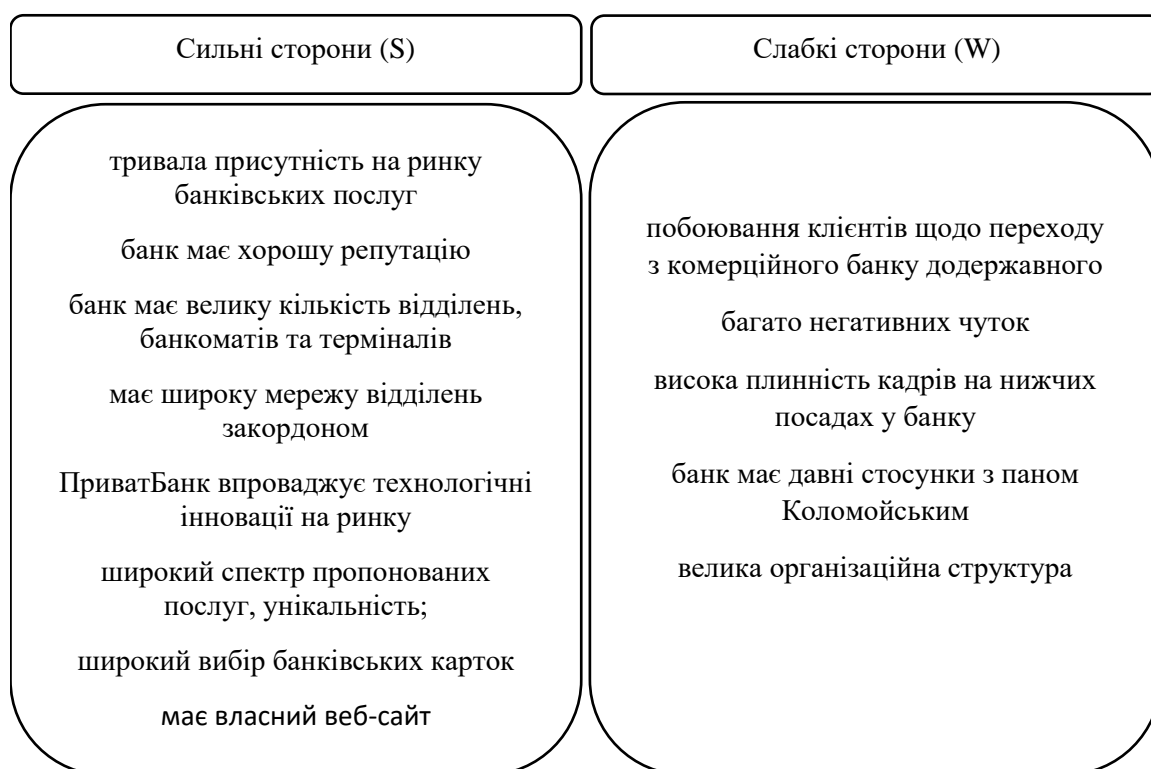 Сильні сторони (S)
Слабкі сторони (W)
тривала присутність на ринку
банківських послуг
банк має хорошу репутацію
банк має велику кількість відділень,
банкоматів та терміналів
має широку мережу відділень
закордоном
ПриватБанк впроваджує технологічні
інновації на ринку
широкий спектр пропонованих
послуг, унікальність;
широкий вибір банківських карток
має власний веб-сайт
побоювання клієнтів щодо переходу
з комерційного банку додержавного
багато негативних чуток
висока плинність кадрів на нижчих
посадах у банку
банк має давні стосунки з паном
Коломойським
велика організаційна структура